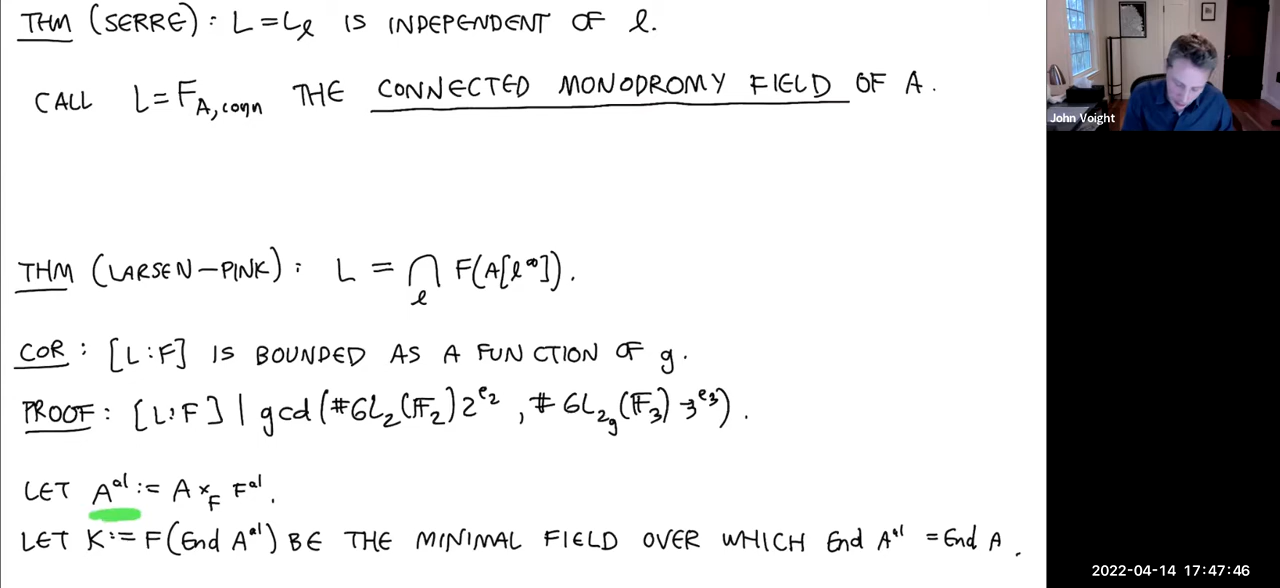 THM (SERRE): L = L_ℓ IS INDEPENDENT OF ℓ.
CALL L = F_{A,conn} THE CONNECTED MONODROMY FIELD OF A.
John Voight
THM (LARSEN-PINK): L = ⋂_ℓ F(A[ℓ^∞]).
COR: [L:F] IS BOUNDED AS A FUNCTION OF g.
PROOF: [L:F] | gcd(#GL_2(𝔽_2)2^{e_2}, #GL_{2g}(𝔽_3)3^{e_3}).
LET A^{al} := A ×_F F^{al}.
LET K := F(End A^{al}) BE THE MINIMAL FIELD OVER WHICH End A^{al} = End A.
2022-04-14 17:47:46